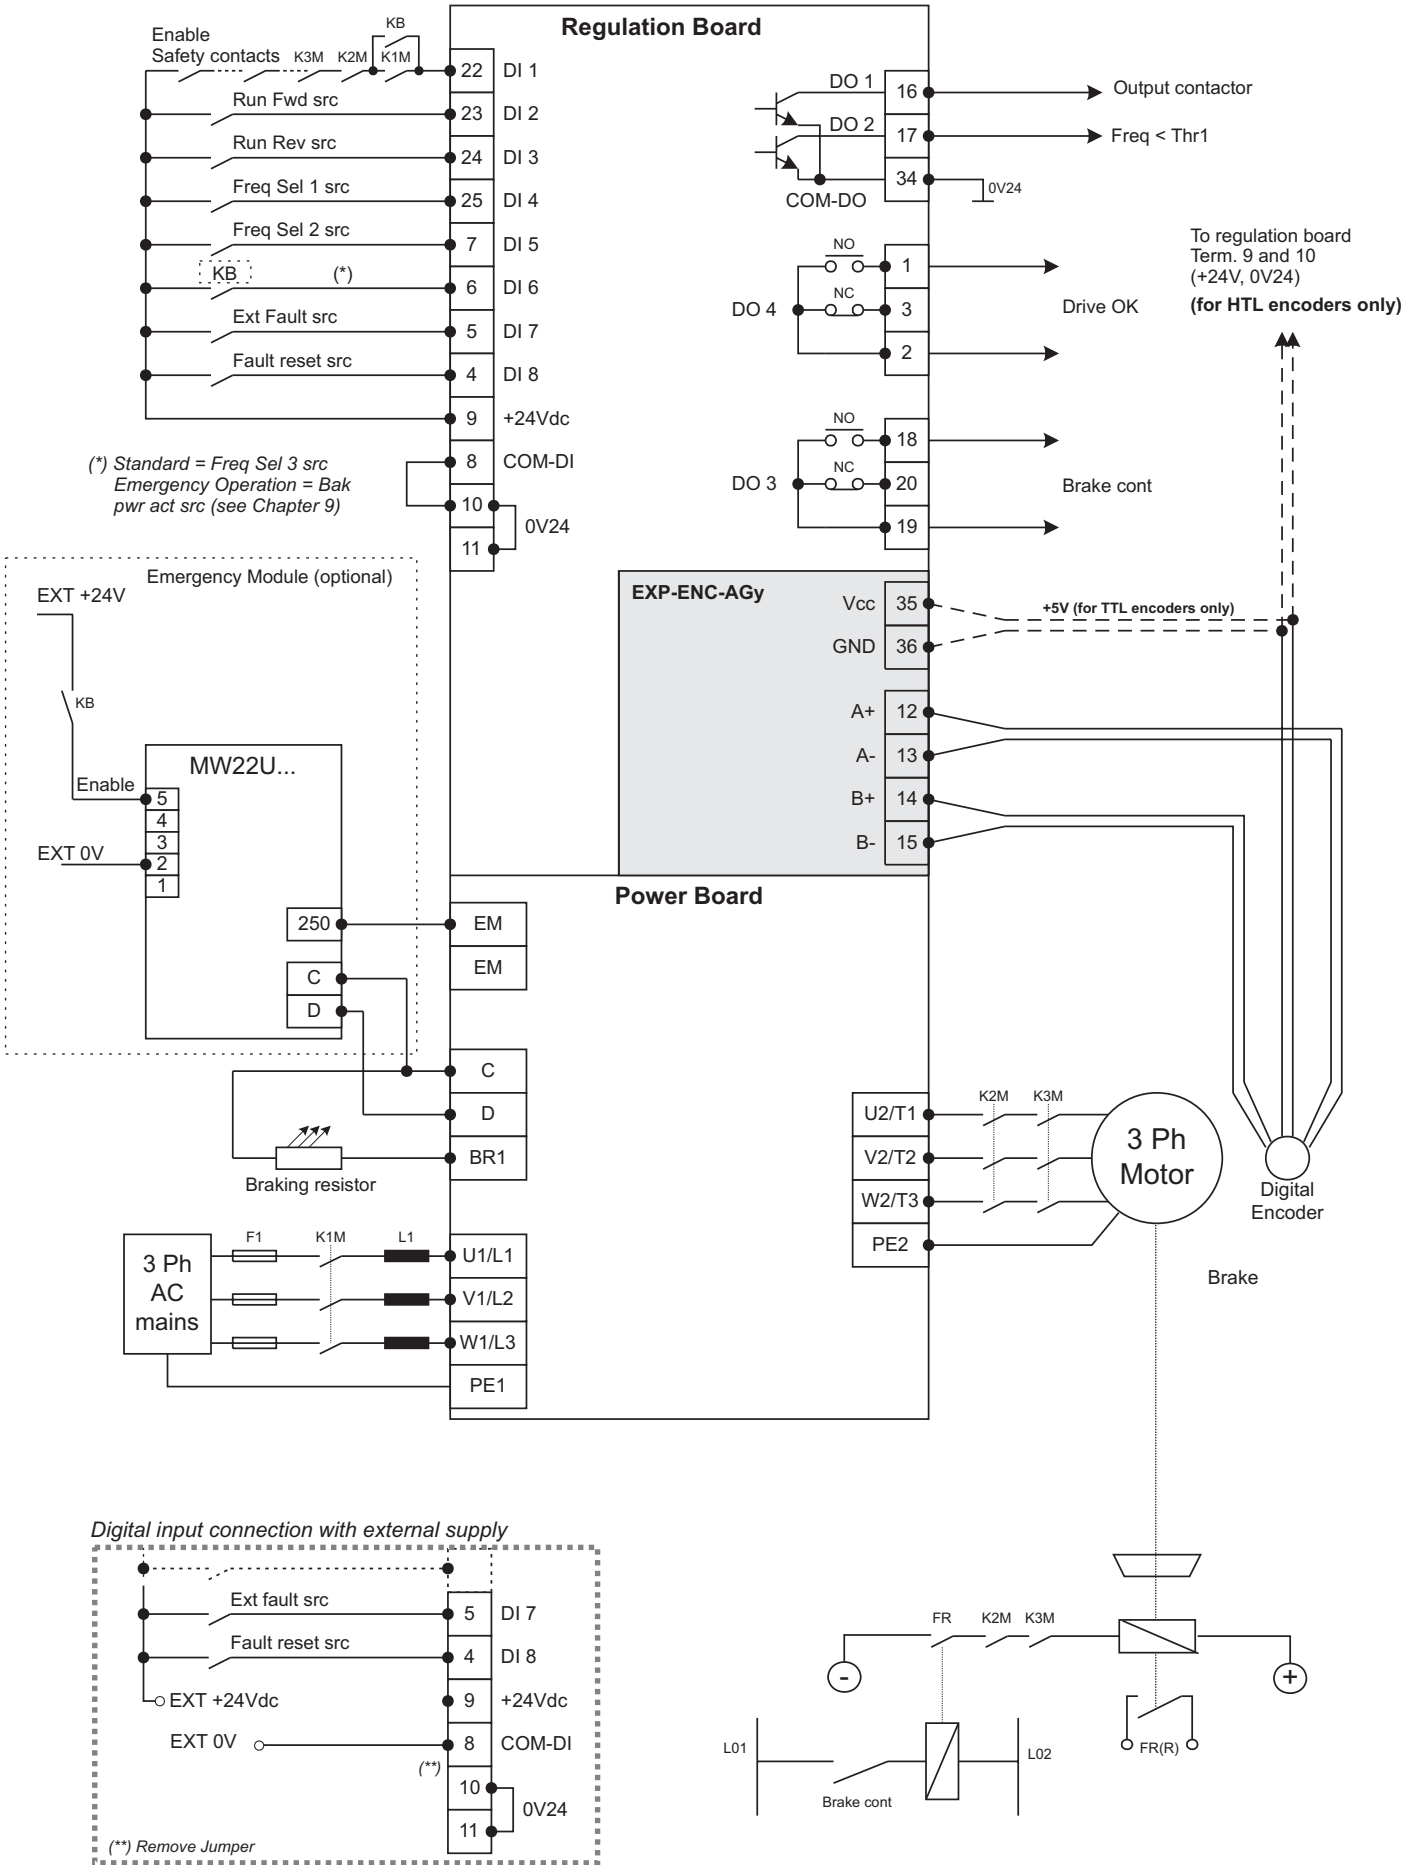 Regulation Board
Enable
Safety contacts
K3M
K2M
K1M
KB
22
DI 1
Run Fwd src
23
DI 2
Run Rev src
24
DI 3
Freq Sel 1 src
25
DI 4
Freq Sel 2 src
7
DI 5
KB
(*)
6
DI 6
Ext Fault src
5
DI 7
Fault reset src
4
DI 8
9
+24Vdc
8
COM-DI
10
11
0V24
(*) Standard = Freq Sel 3 src
Emergency Operation = Bak
pwr act src (see Chapter 9)
DO 1
16
Output contactor
DO 2
17
Freq < Thr1
34
COM-DO
0V24
NO
1
NC
DO 4
3
Drive OK
2
NO
18
NC
DO 3
20
Brake cont
19
To regulation board
Term. 9 and 10
(+24V, 0V24)
(for HTL encoders only)
EXP-ENC-AGy
Vcc
35
+5V (for TTL encoders only)
GND
36
A+
12
A-
13
B+
14
B-
15
Emergency Module (optional)
EXT +24V
KB
MW22U...
Enable
5
4
3
EXT 0V
2
1
250
C
D
Power Board
EM
EM
C
D
BR1
Braking resistor
3 Ph
AC
mains
F1
K1M
L1
U1/L1
V1/L2
W1/L3
PE1
U2/T1
V2/T2
W2/T3
PE2
K2M
K3M
3 Ph
Motor
Digital
Encoder
Brake
Digital input connection with external supply
Ext fault src
5
DI 7
Fault reset src
4
DI 8
EXT +24Vdc
9
+24Vdc
EXT 0V
8
COM-DI
(**)
10
11
0V24
(**) Remove Jumper
FR
K2M
K3M
-
+
FR(R)
L01
Brake cont
L02